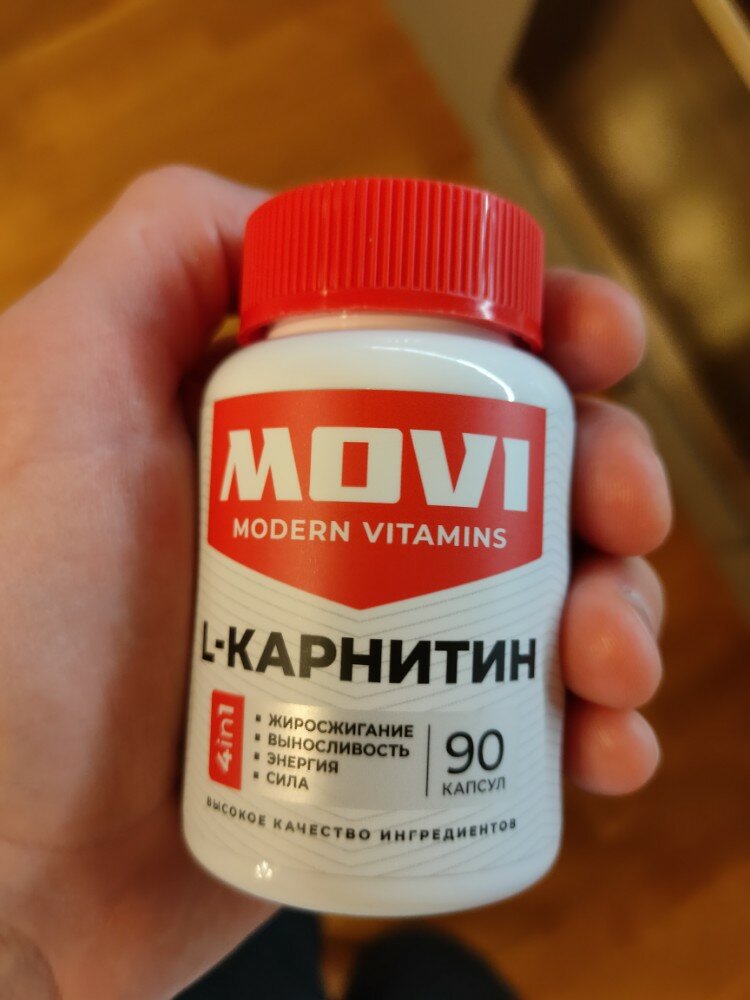 MOVI
MODERN VITAMINS
L-КАРНИТИН
4in1
▪ ЖИРОСЖИГАНИЕ
▪ ВЫНОСЛИВОСТЬ
▪ ЭНЕРГИЯ
▪ СИЛА
90
КАПСУЛ
ВЫСОКОЕ КАЧЕСТВО ИНГРЕДИЕНТОВ